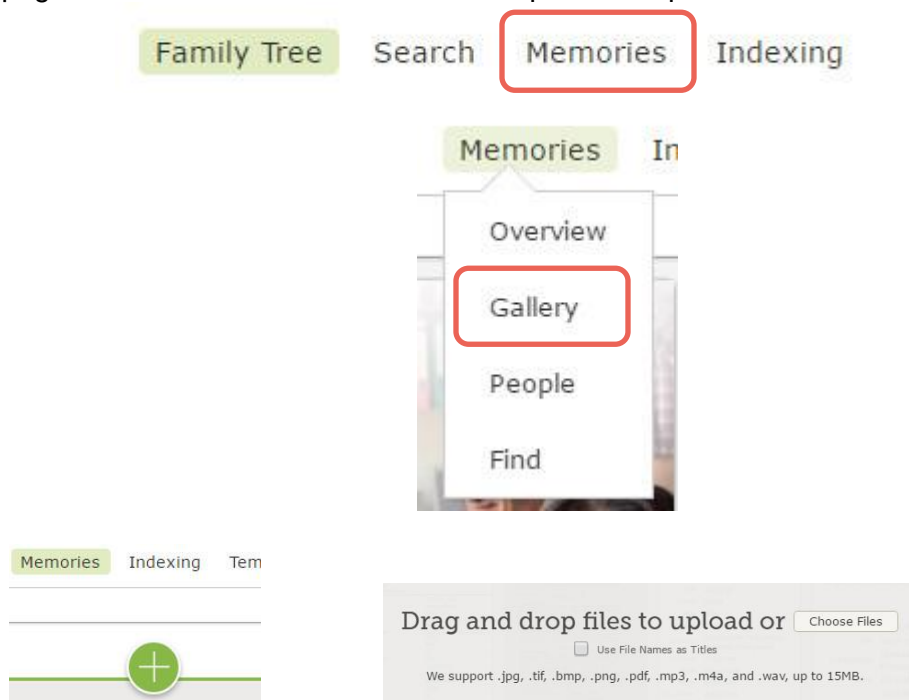 Family Tree Search Memories Indexing
Memories In
Overview
Gallery
People
Find
Memories Indexing Tem
Drag and drop files to upload or Choose Files
Use File Names as Titles
We support .jpg, .tif, .bmp, .png, .pdf, .mp3, .m4a, and .wav, up to 15MB.